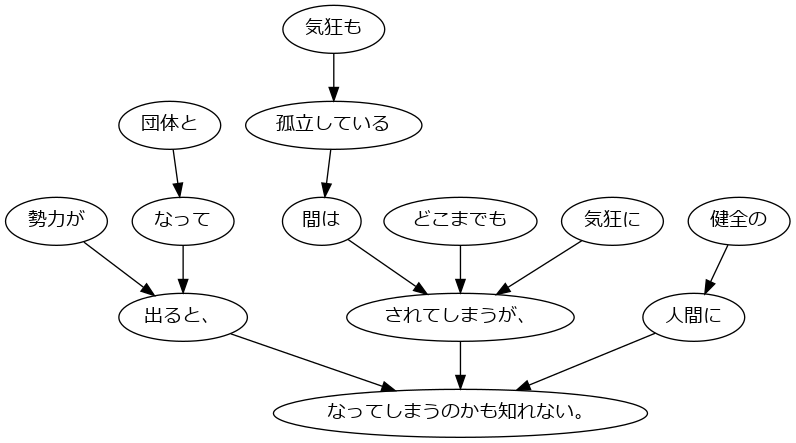 気狂も
団体と
孤立している
勢力が
なって
間は
どこまでも
気狂に
健全の
出ると、
されてしまうが、
人間に
なってしまうのかも知れない。